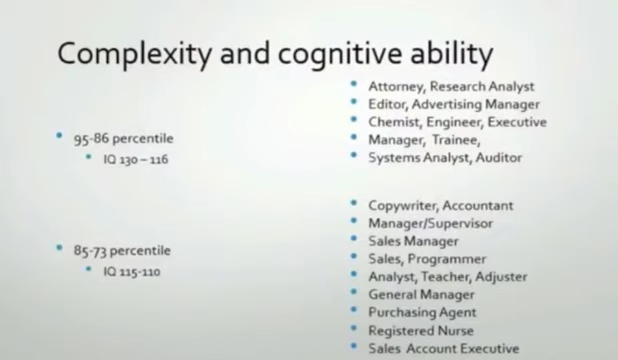 Complexity and cognitive ability
95-86 percentile
IQ 130 – 116
Attorney, Research Analyst
Editor, Advertising Manager
Chemist, Engineer, Executive
Manager, Trainee,
Systems Analyst, Auditor
85-73 percentile
IQ 115-110
Copywriter, Accountant
Manager/Supervisor
Sales Manager
Sales, Programmer
Analyst, Teacher, Adjuster
General Manager
Purchasing Agent
Registered Nurse
Sales Account Executive